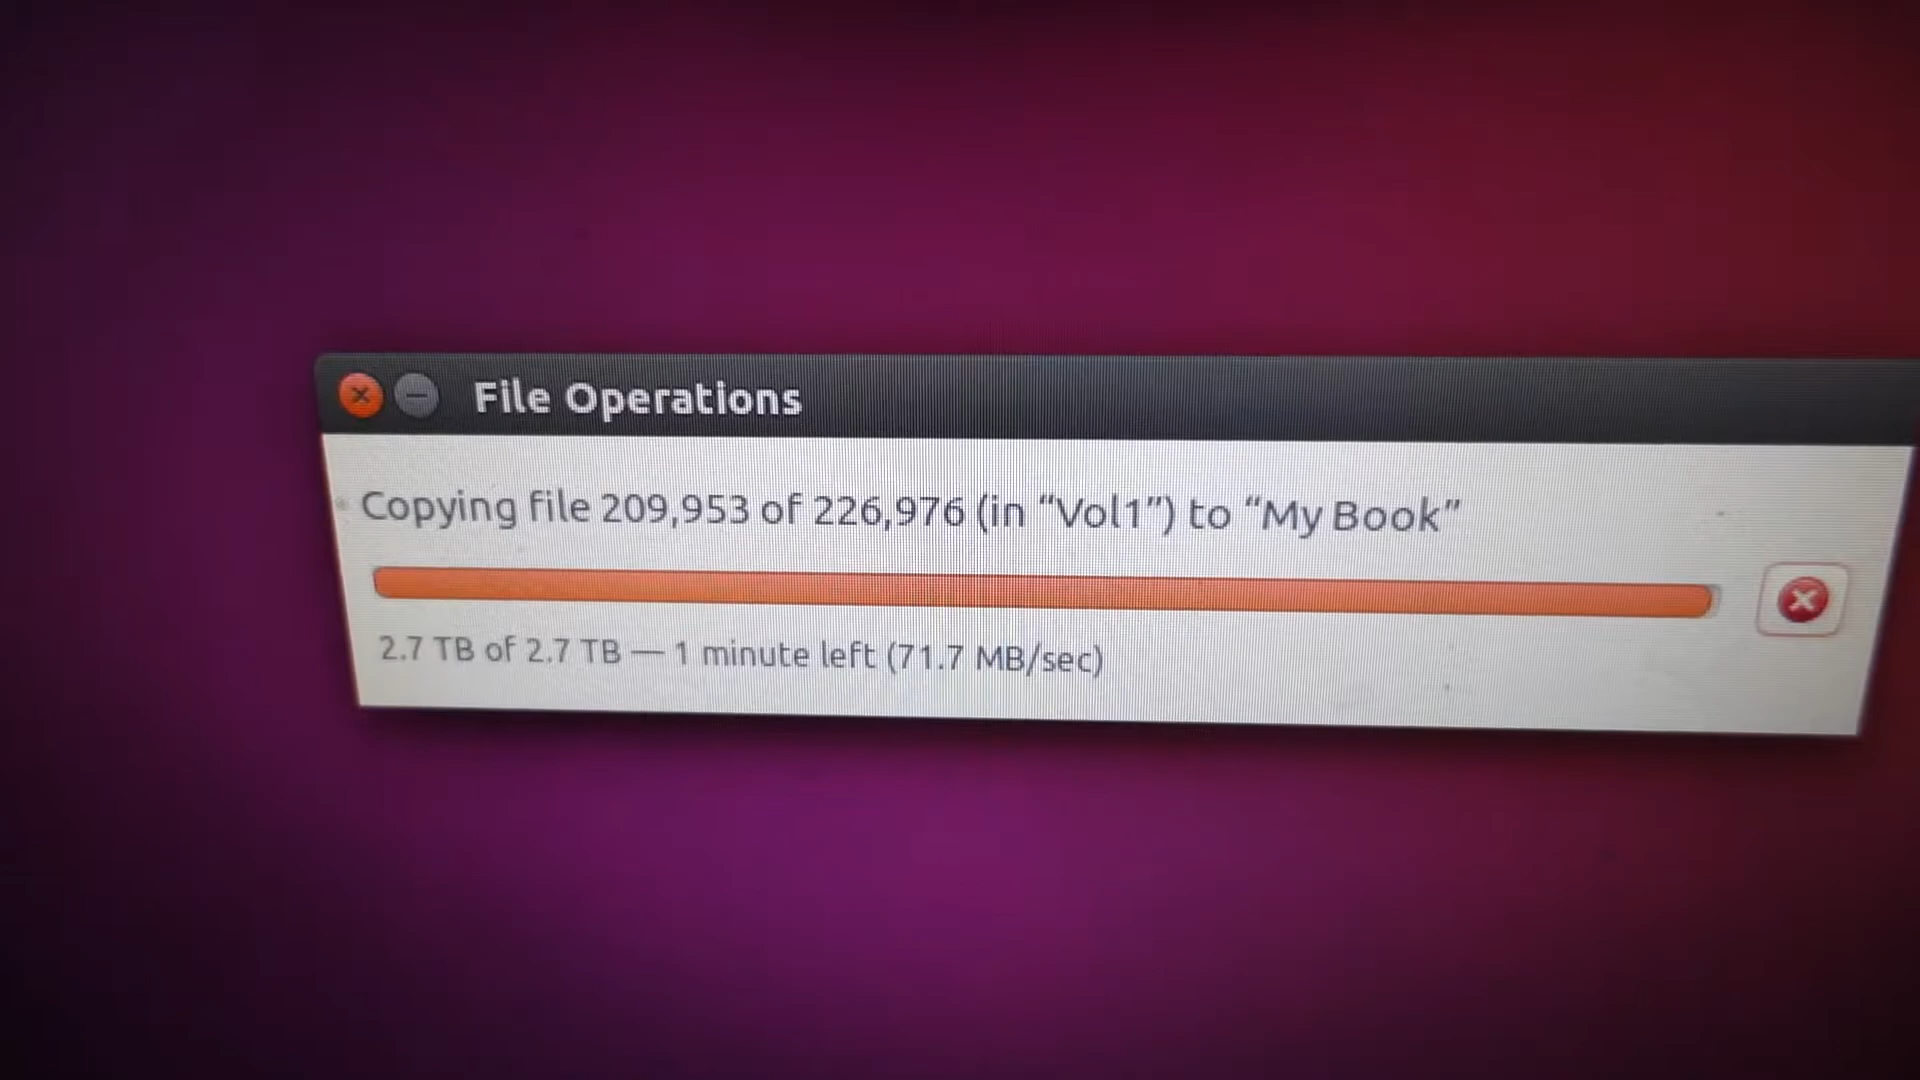 File Operations
Copying file 209,953 of 226,976 (in “Vol1”) to “My Book”
2.7 TB of 2.7 TB — 1 minute left (71.7 MB/sec)